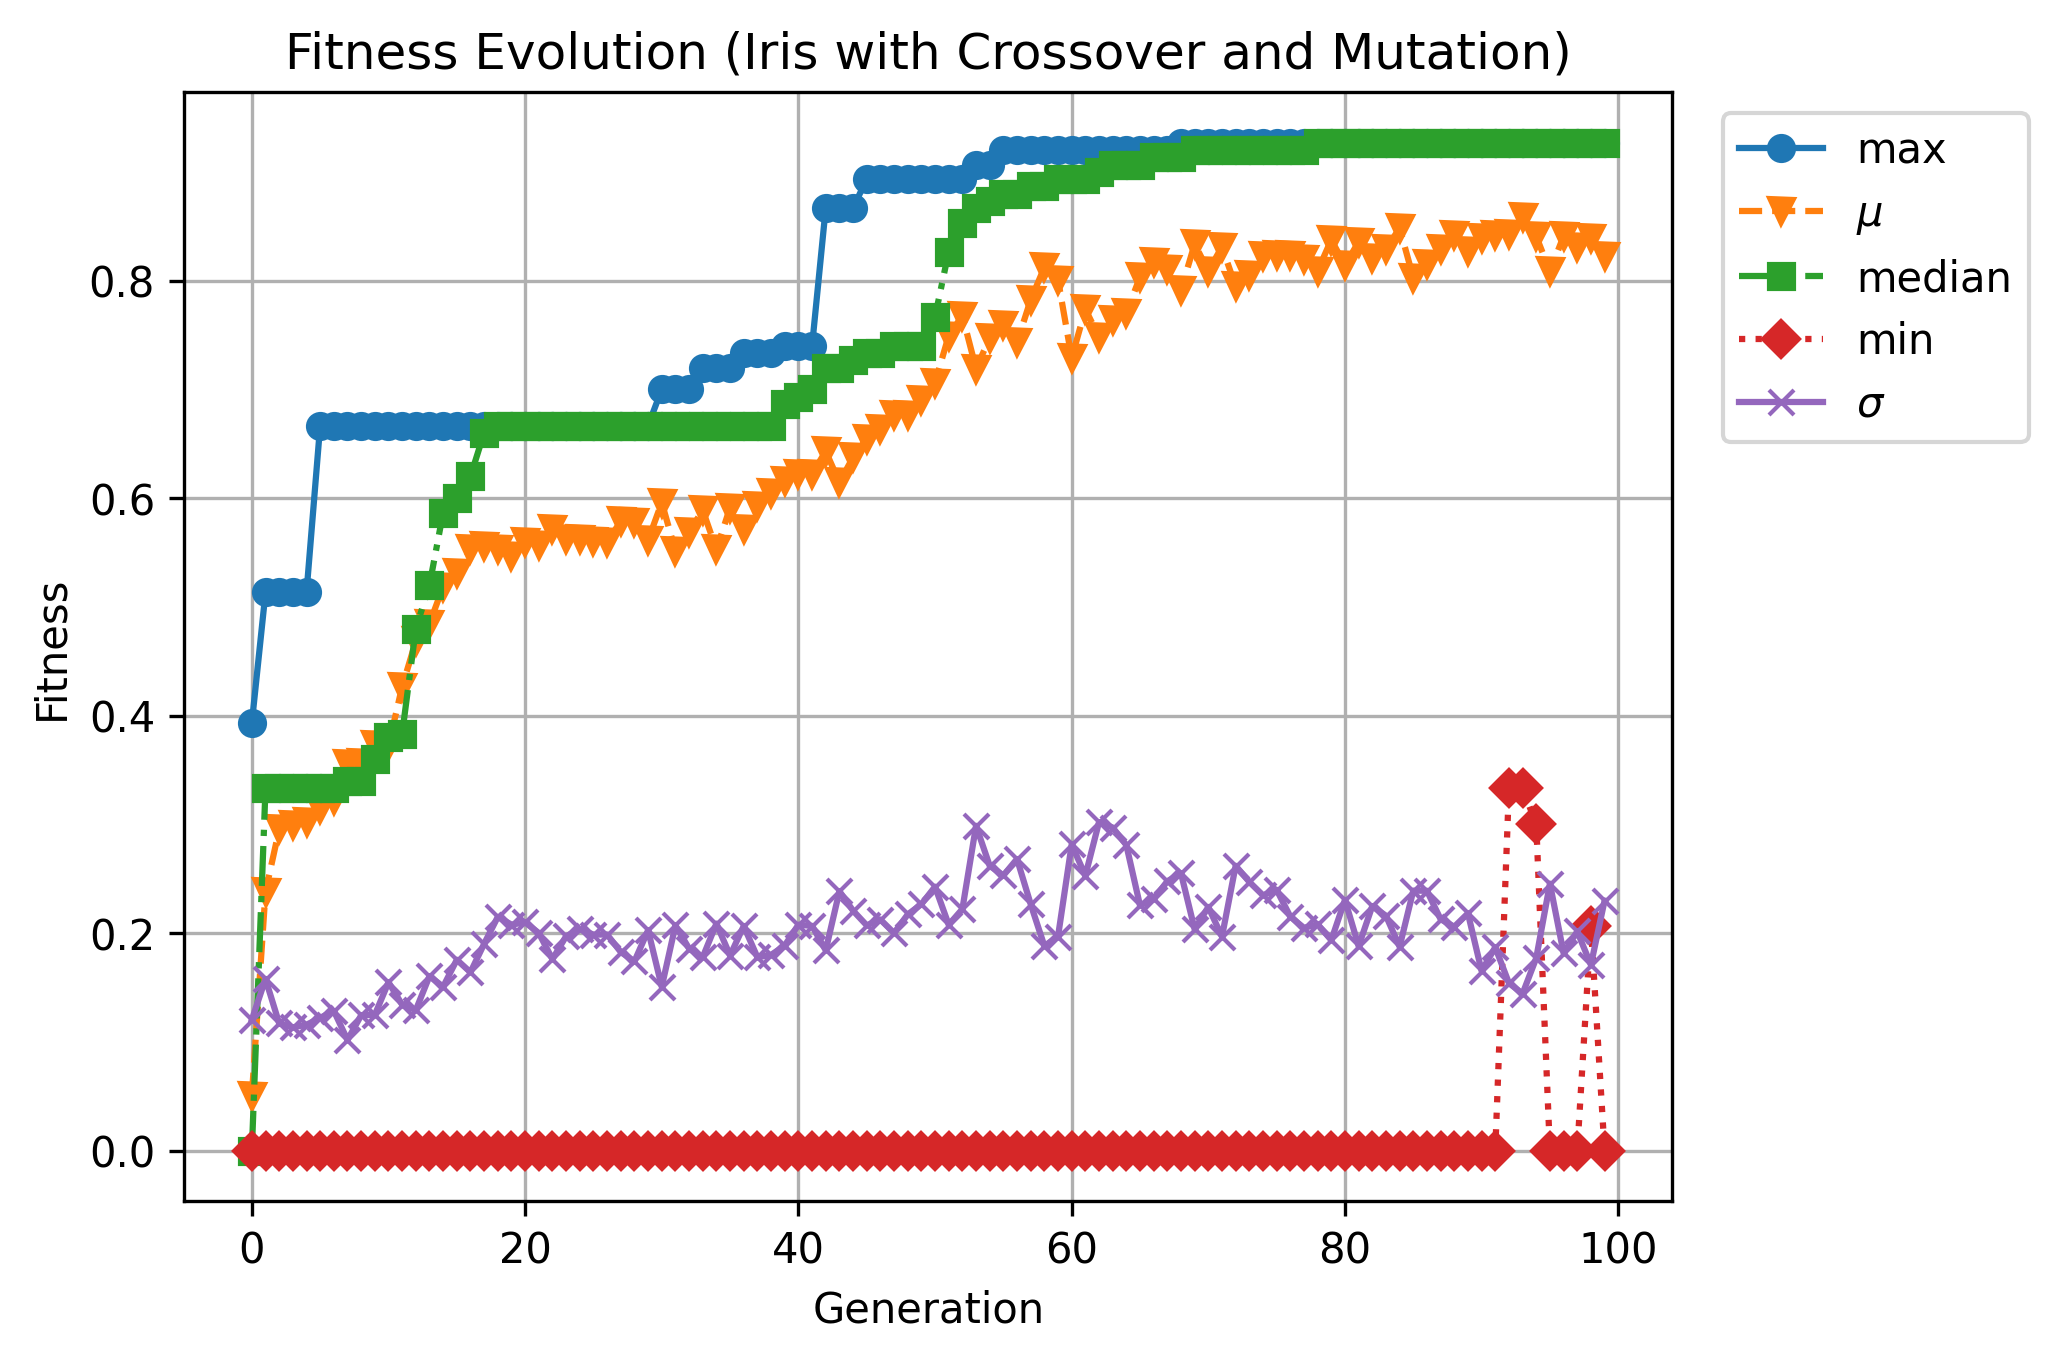 Fitness Evolution (Iris with Crossover and Mutation)
max
μ
median
min
σ
Fitness
0.8
0.6
0.4
0.2
0.0
0 20 40 60 80 100
Generation